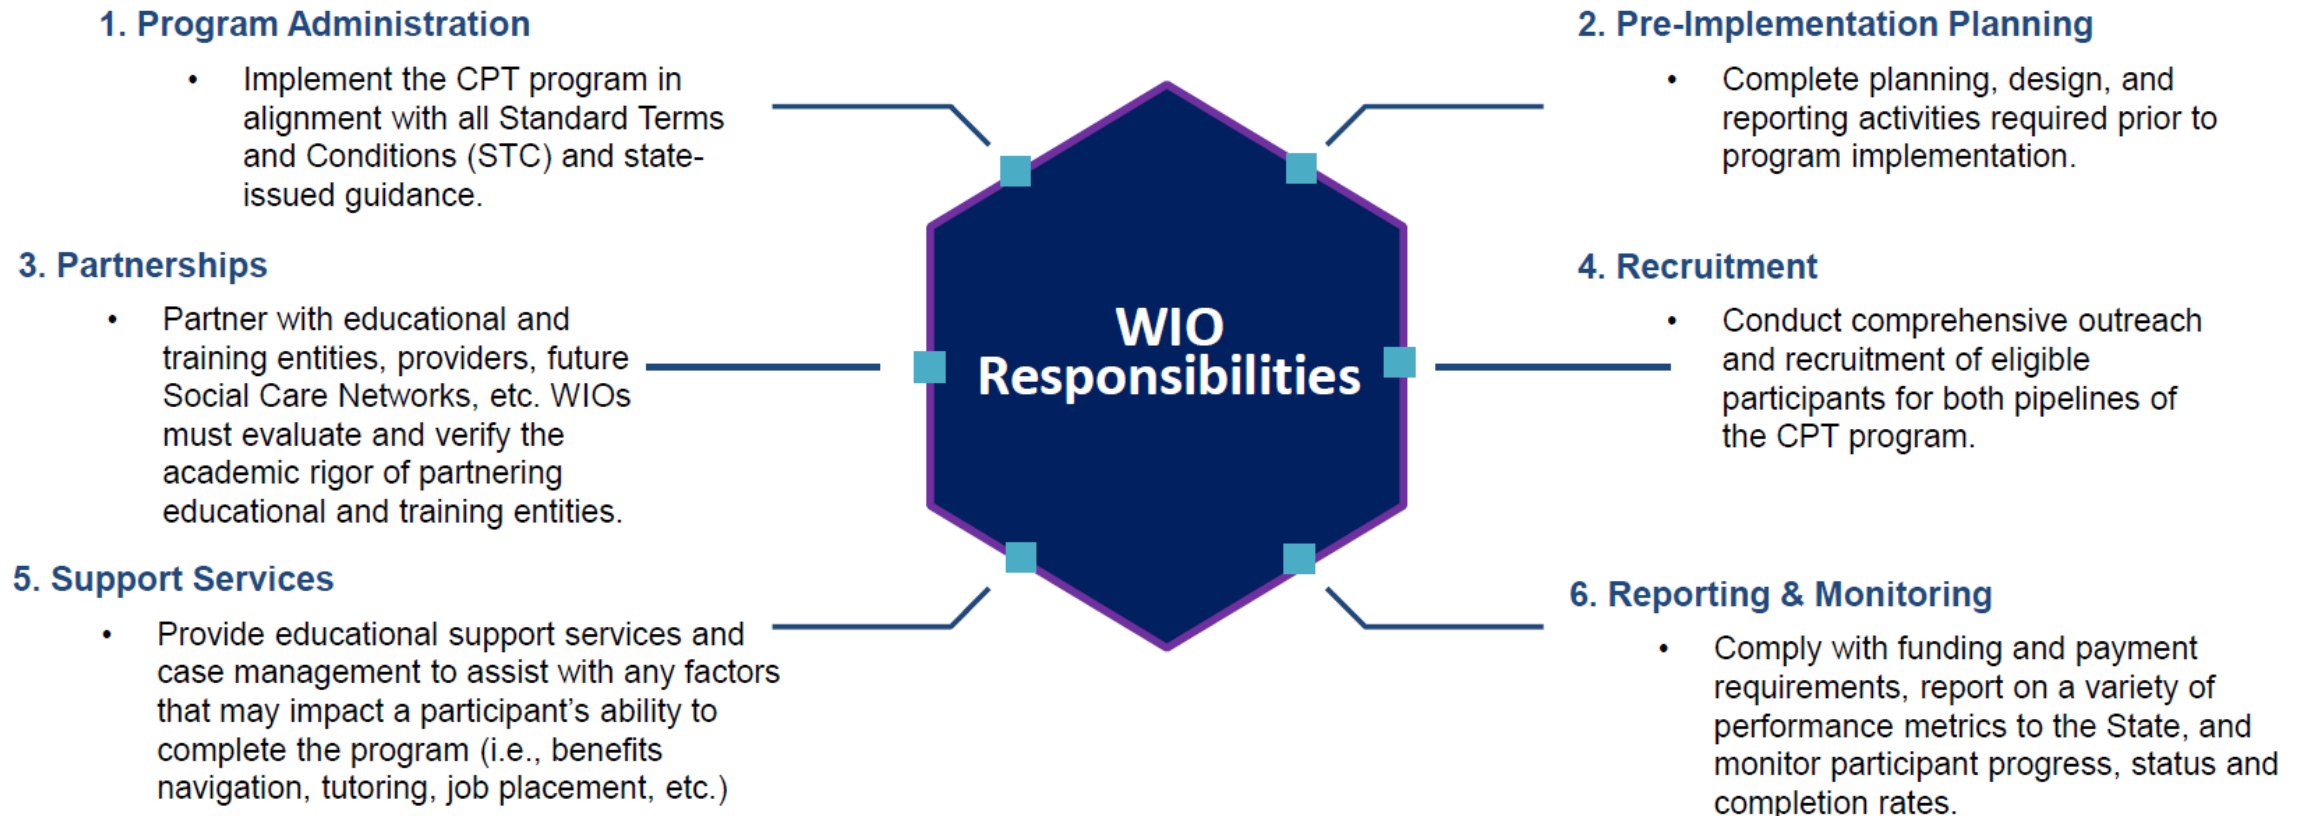 1. Program Administration
• Implement the CPT program in
alignment with all Standard Terms
and Conditions (STC) and state-
issued guidance.
2. Pre-Implementation Planning
• Complete planning, design, and
reporting activities required prior to
program implementation.
3. Partnerships
• Partner with educational and
training entities, providers, future
Social Care Networks, etc. WIOs
must evaluate and verify the
academic rigor of partnering
educational and training entities.
WIO
Responsibilities
4. Recruitment
• Conduct comprehensive outreach
and recruitment of eligible
participants for both pipelines of
the CPT program.
5. Support Services
• Provide educational support services and
case management to assist with any factors
that may impact a participant’s ability to
complete the program (i.e., benefits
navigation, tutoring, job placement, etc.)
6. Reporting & Monitoring
• Comply with funding and payment
requirements, report on a variety of
performance metrics to the State, and
monitor participant progress, status and
completion rates.